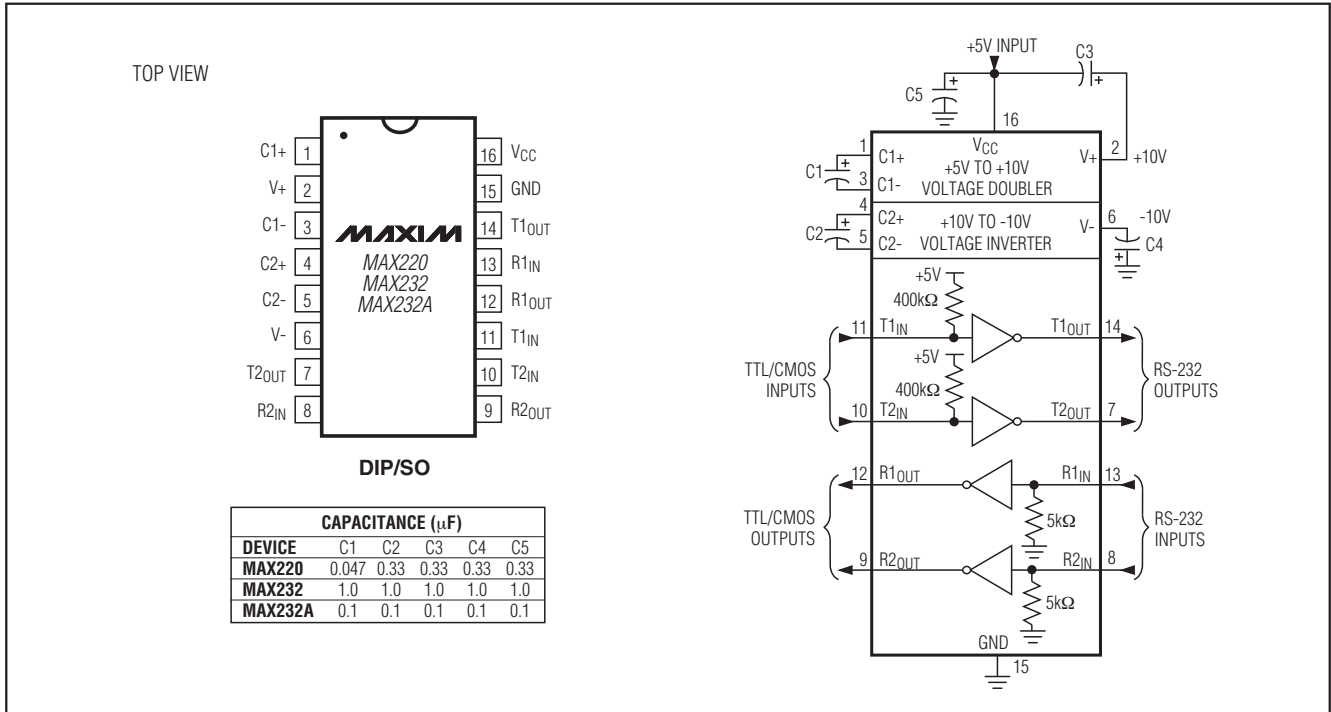 TOP VIEW
C1+ 1
V+ 2
C1- 3
C2+ 4
C2- 5
V- 6
T2OUT 7
R2IN 8
16 VCC
15 GND
14 T1OUT
13 R1IN
12 R1OUT
11 T1IN
10 T2IN
9 R2OUT
MAXIM
MAX220
MAX232
MAX232A
DIP/SO
CAPACITANCE (μF)
DEVICE C1 C2 C3 C4 C5
MAX220 0.047 0.33 0.33 0.33 0.33
MAX232 1.0 1.0 1.0 1.0 1.0
MAX232A 0.1 0.1 0.1 0.1 0.1
+5V INPUT
C3
+
C5
+
16
1
C1+
VCC
V+
2
+10V
C1
+
+5V TO +10V
3
C1-
VOLTAGE DOUBLER
4
C2+
+10V TO -10V
V-
6
-10V
C2
+
5
C2-
VOLTAGE INVERTER
C4
+
+5V
400kΩ
11
T1IN
T1OUT
14
+5V
TTL/CMOS
INPUTS
400kΩ
RS-232
OUTPUTS
10
T2IN
T2OUT
7
12
R1OUT
R1IN
13
TTL/CMOS
OUTPUTS
5kΩ
RS-232
INPUTS
9
R2OUT
R2IN
8
5kΩ
GND
15